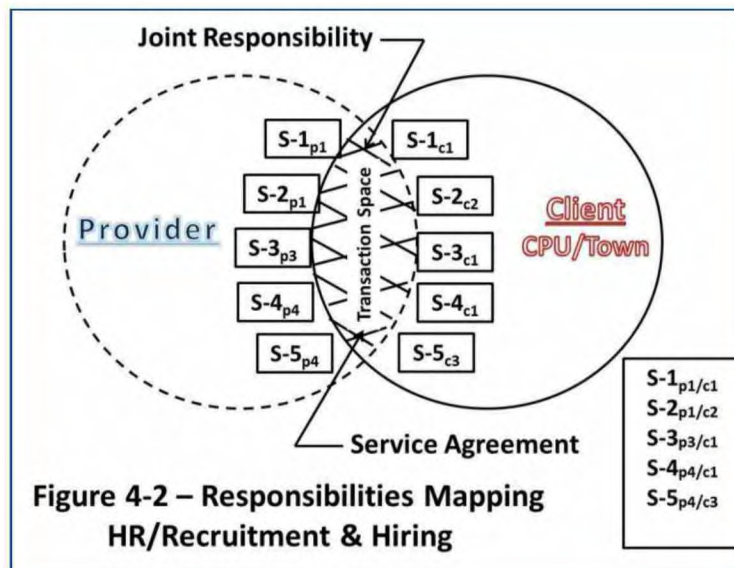 Joint Responsibility
S-1p1
S-1c1
S-2p1
S-2c2
Provider
Client
CPU/Town
S-3p3
S-3c1
S-4p4
S-4c1
S-5p4
S-5c3
Transaction Space
Service Agreement
S-1p1/c1
S-2p1/c2
S-3p3/c1
S-4p4/c1
S-5p4/c3
Figure 4-2 – Responsibilities Mapping
HR/Recruitment & Hiring